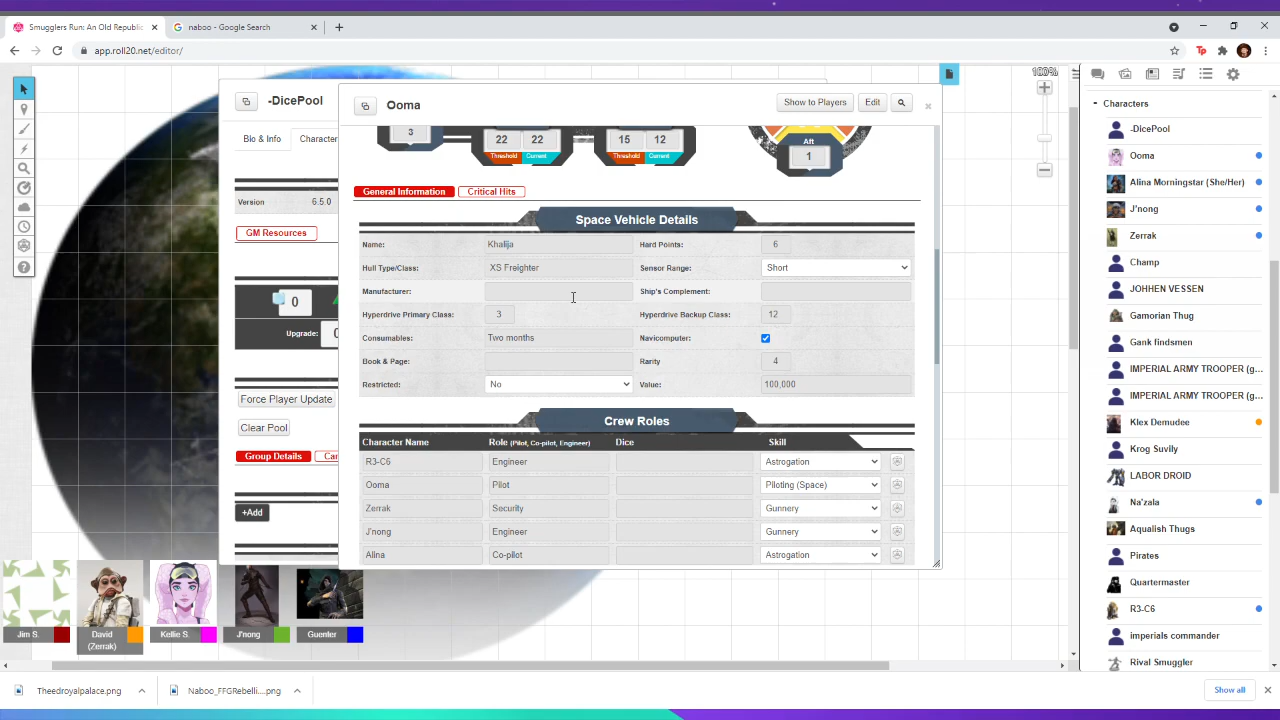 Smugglers Run: An Old Republic
naboo - Google Search
app.roll20.net/editor/
100%
-DicePool
Ooma
Show to Players
Edit
Bio & Info
Character
3
22
22
Threshold
Current
15
12
Threshold
Current
Aft
1
Version
6.5.0
GM Resources
0
Upgrade:
Force Player Update
Clear Pool
Group Details
+Add
General Information
Critical Hits
Space Vehicle Details
Name:
Khalija
Hard Points:
6
Hull Type/Class:
XS Freighter
Sensor Range:
Short
Manufacturer:
Ship's Complement:
Hyperdrive Primary Class:
3
Hyperdrive Backup Class:
12
Consumables:
Two months
Navicomputer:
Book & Page:
Rarity
4
Restricted:
No
Value:
100,000
Crew Roles
Character Name
Role (Pilot, Co-pilot, Engineer)
Dice
Skill
R3-C6
Engineer
Astrogation
Ooma
Pilot
Piloting (Space)
Zerrak
Security
Gunnery
J'nong
Engineer
Gunnery
Alina
Co-pilot
Astrogation
Characters
-DicePool
Ooma
Alina Morningstar (She/Her)
J'nong
Zerrak
Champ
JOHHEN VESSEN
Gamorian Thug
Gank findsmen
IMPERIAL ARMY TROOPER (g...
IMPERIAL ARMY TROOPER (g...
Klex Demudee
Krog Suvily
LABOR DROID
Na'zala
Aqualish Thugs
Pirates
Quartermaster
R3-C6
imperials commander
Rival Smuggler
Jim S.
David
(Zerrak)
Kellie S.
J'nong
Guenter
Theedroyalpalace.png
Naboo_FFGRebelli....png
Show all